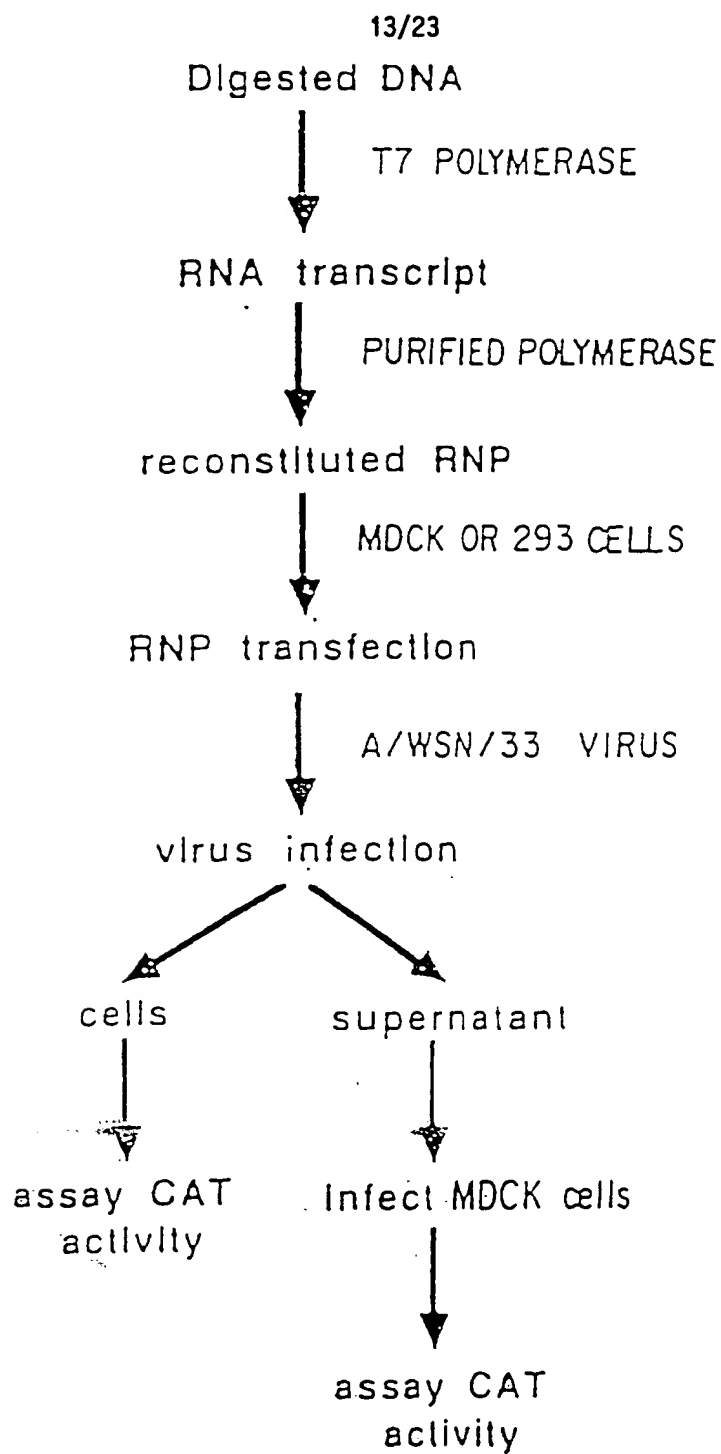 13/23
Digested DNA
T7 POLYMERASE
RNA transcript
PURIFIED POLYMERASE
reconstituted RNP
MDCK OR 293 CELLS
RNP transfection
A/WSN/33 VIRUS
virus infection
cells
supernatant
assay CAT
activity
infect MDCK cells
assay CAT
activity